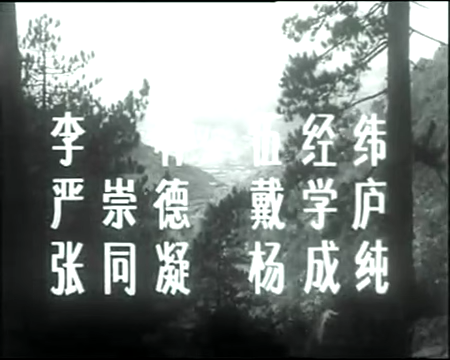 李 经纬
严崇德 戴学庐
张同凝 杨成纯